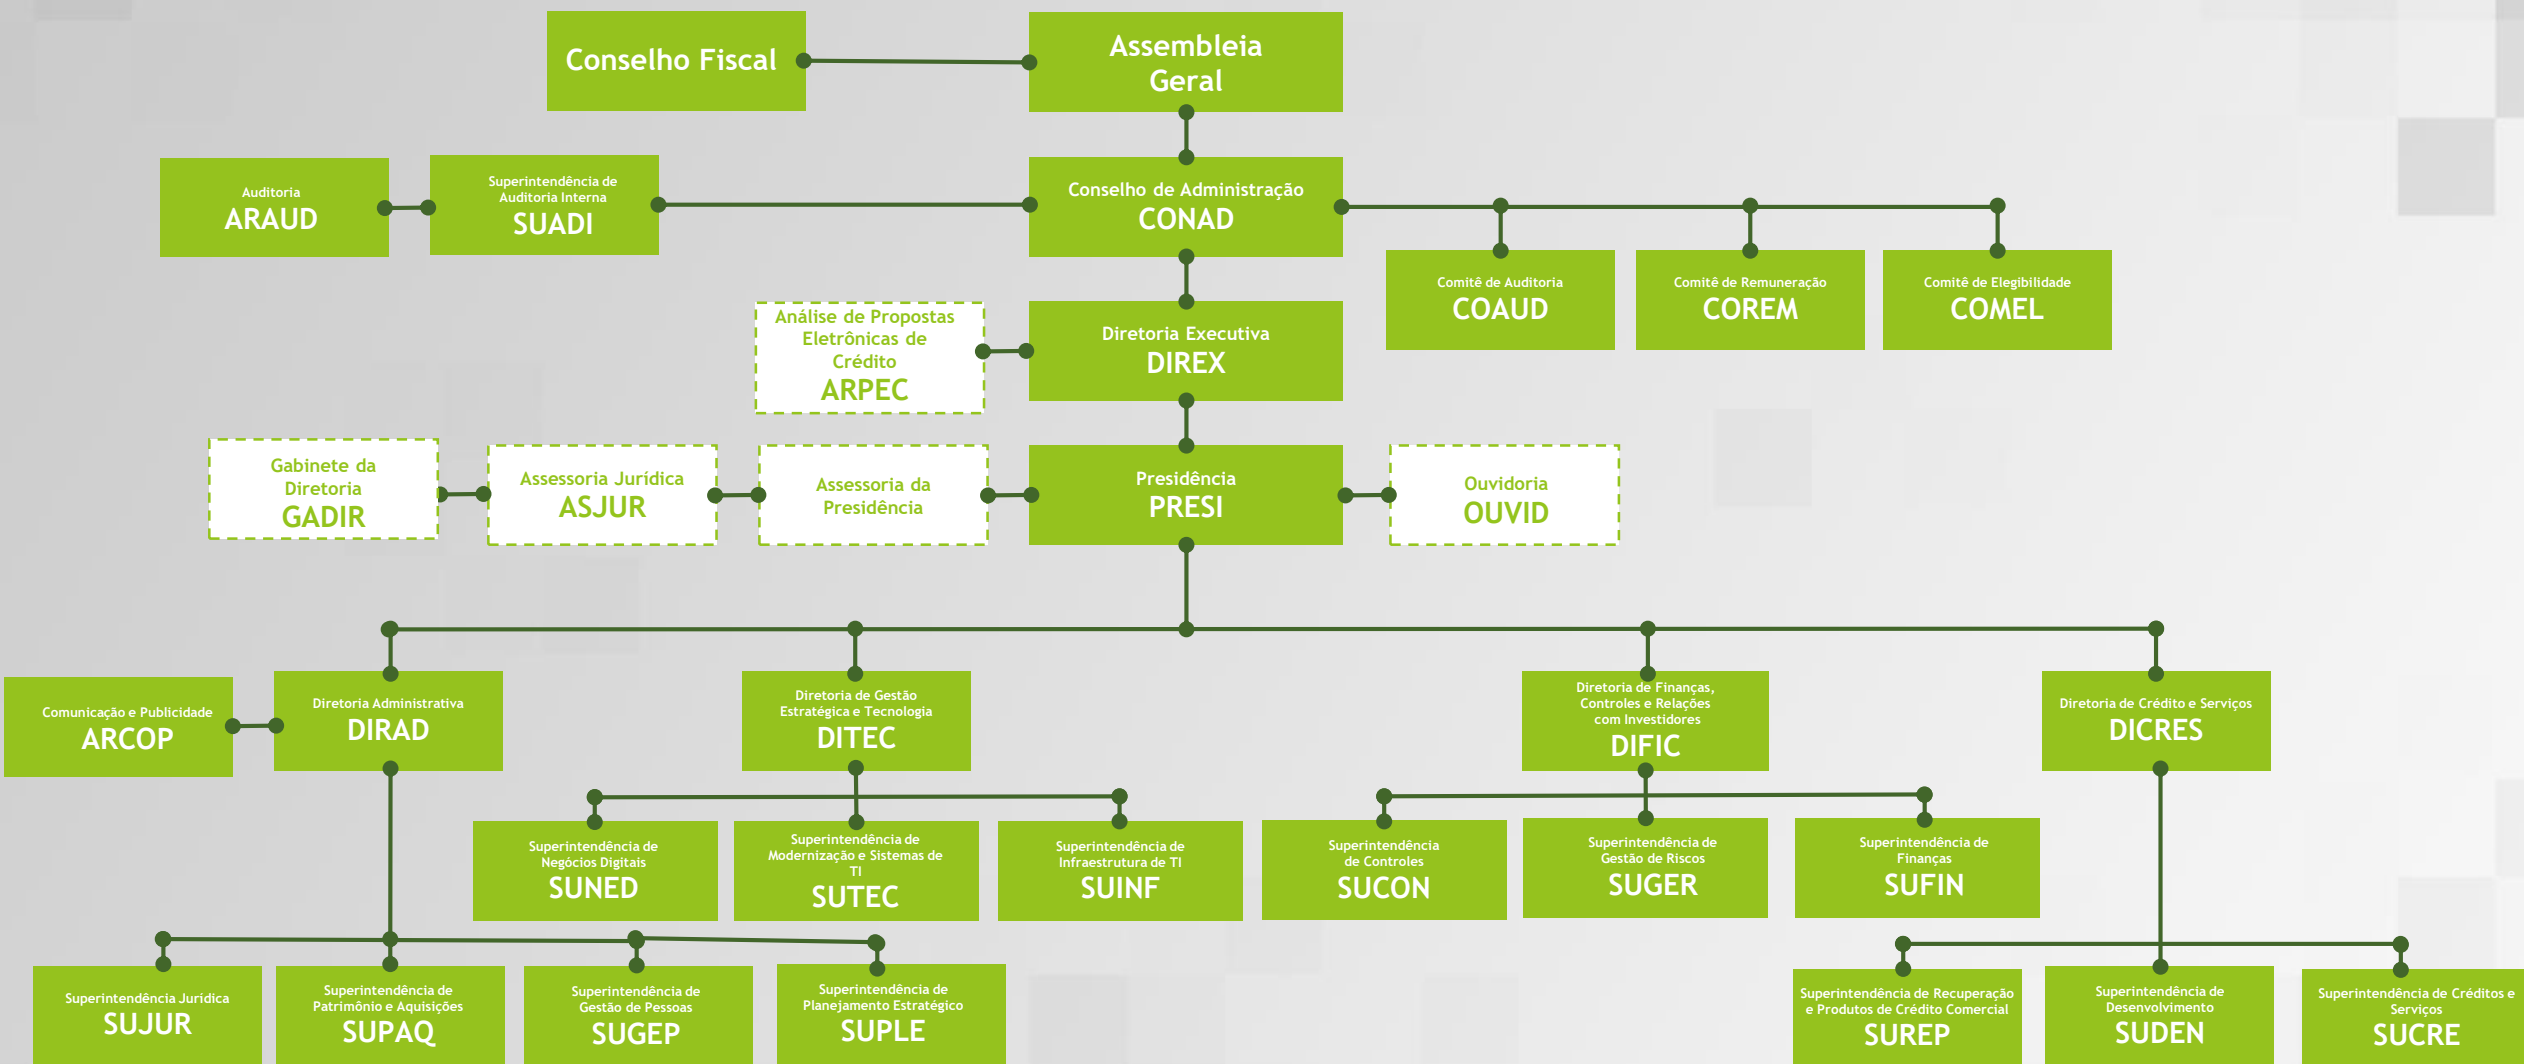 Conselho Fiscal
Assembleia
Geral
Auditoria
ARAUD
Superintendência de
Auditoria Interna
SUADI
Conselho de Administração
CONAD
Comitê de Auditoria
COAUD
Comitê de Remuneração
COREM
Comitê de Elegibilidade
COMEL
Análise de Propostas
Eletrônicas de
Crédito
ARPEC
Diretoria Executiva
DIREX
Gabinete da
Diretoria
GADIR
Assessoria Jurídica
ASJUR
Assessoria da
Presidência
Presidência
PRESI
Ouvidoria
OUVID
Comunicação e Publicidade
ARCOP
Diretoria Administrativa
DIRAD
Diretoria de Gestão
Estratégica e Tecnologia
DITEC
Diretoria de Finanças,
Controles e Relações
com Investidores
DIFIC
Diretoria de Crédito e Serviços
DICRES
Superintendência de
Negócios Digitais
SUNED
Superintendência de
Modernização e Sistemas de
TI
SUTEC
Superintendência de
Infraestrutura de TI
SUINF
Superintendência
de Controles
SUCON
Superintendência de
Gestão de Riscos
SUGER
Superintendência de
Finanças
SUFIN
Superintendência Jurídica
SUJUR
Superintendência de
Patrimônio e Aquisições
SUPAQ
Superintendência de
Gestão de Pessoas
SUGEP
Superintendência de
Planejamento Estratégico
SUPLE
Superintendência de Recuperação
e Produtos de Crédito Comercial
SUREP
Superintendência de
Desenvolvimento
SUDEN
Superintendência de Créditos e
Serviços
SUCRE